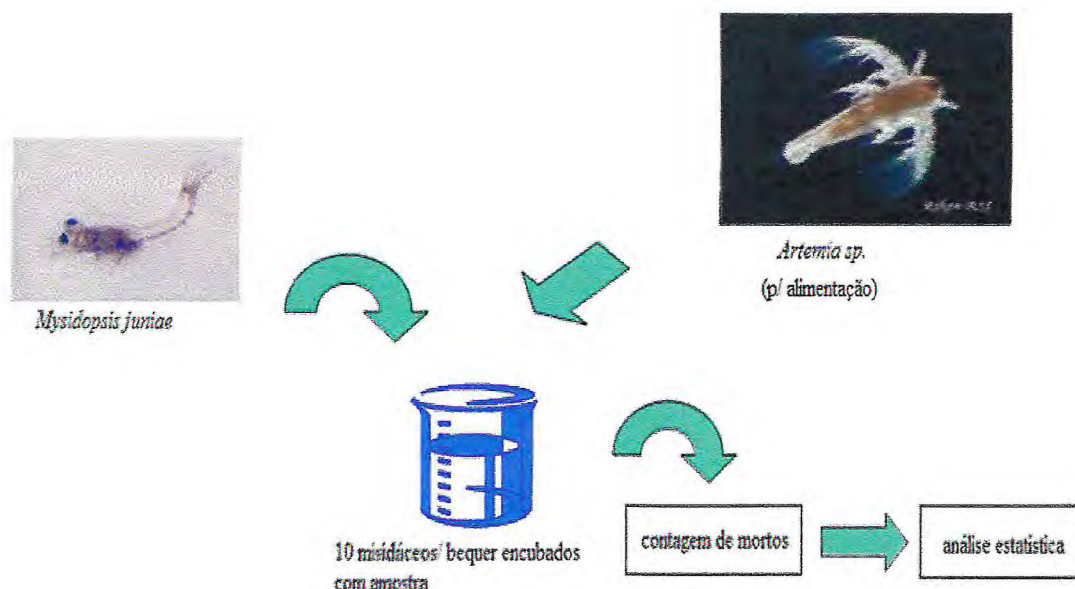 Mysidopsis juniae
Artemia sp.
(p/ alimentação)
10 misidáceos/ bequer encubados
com amostra
contagem de mortos
análise estatística